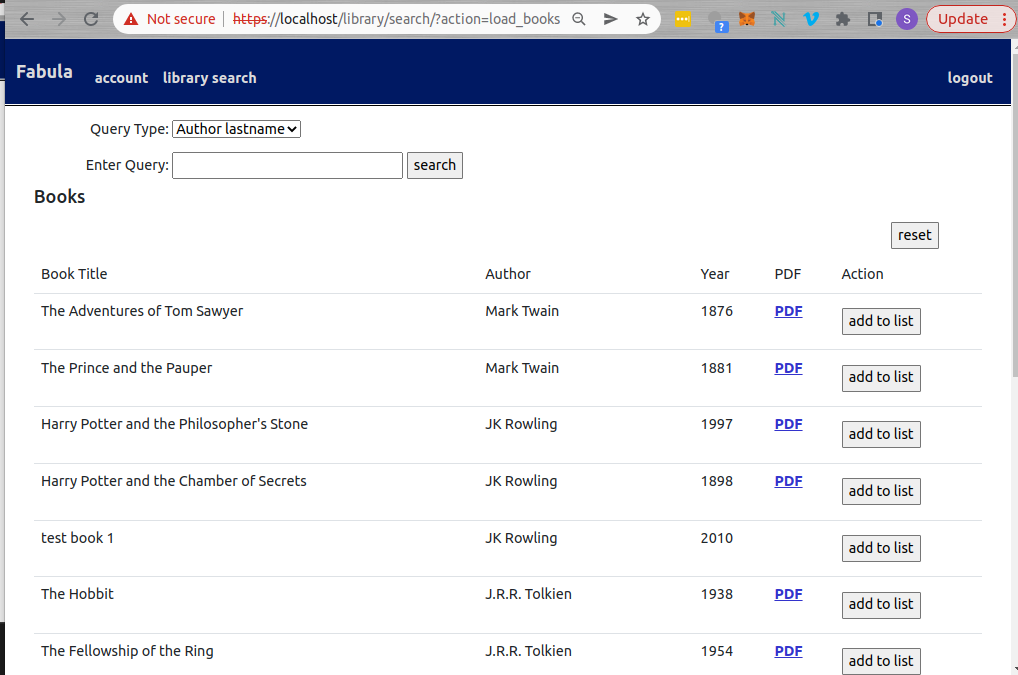 Not secure | https://localhost/library/search/?action=load_books
?
S
Update
Fabula account library search logout
Query Type: Author lastname
Enter Query: search
Books
reset
Book Title Author Year PDF Action
The Adventures of Tom Sawyer Mark Twain 1876 PDF add to list
The Prince and the Pauper Mark Twain 1881 PDF add to list
Harry Potter and the Philosopher's Stone JK Rowling 1997 PDF add to list
Harry Potter and the Chamber of Secrets JK Rowling 1898 PDF add to list
test book 1 JK Rowling 2010 add to list
The Hobbit J.R.R. Tolkien 1938 PDF add to list
The Fellowship of the Ring J.R.R. Tolkien 1954 PDF add to list